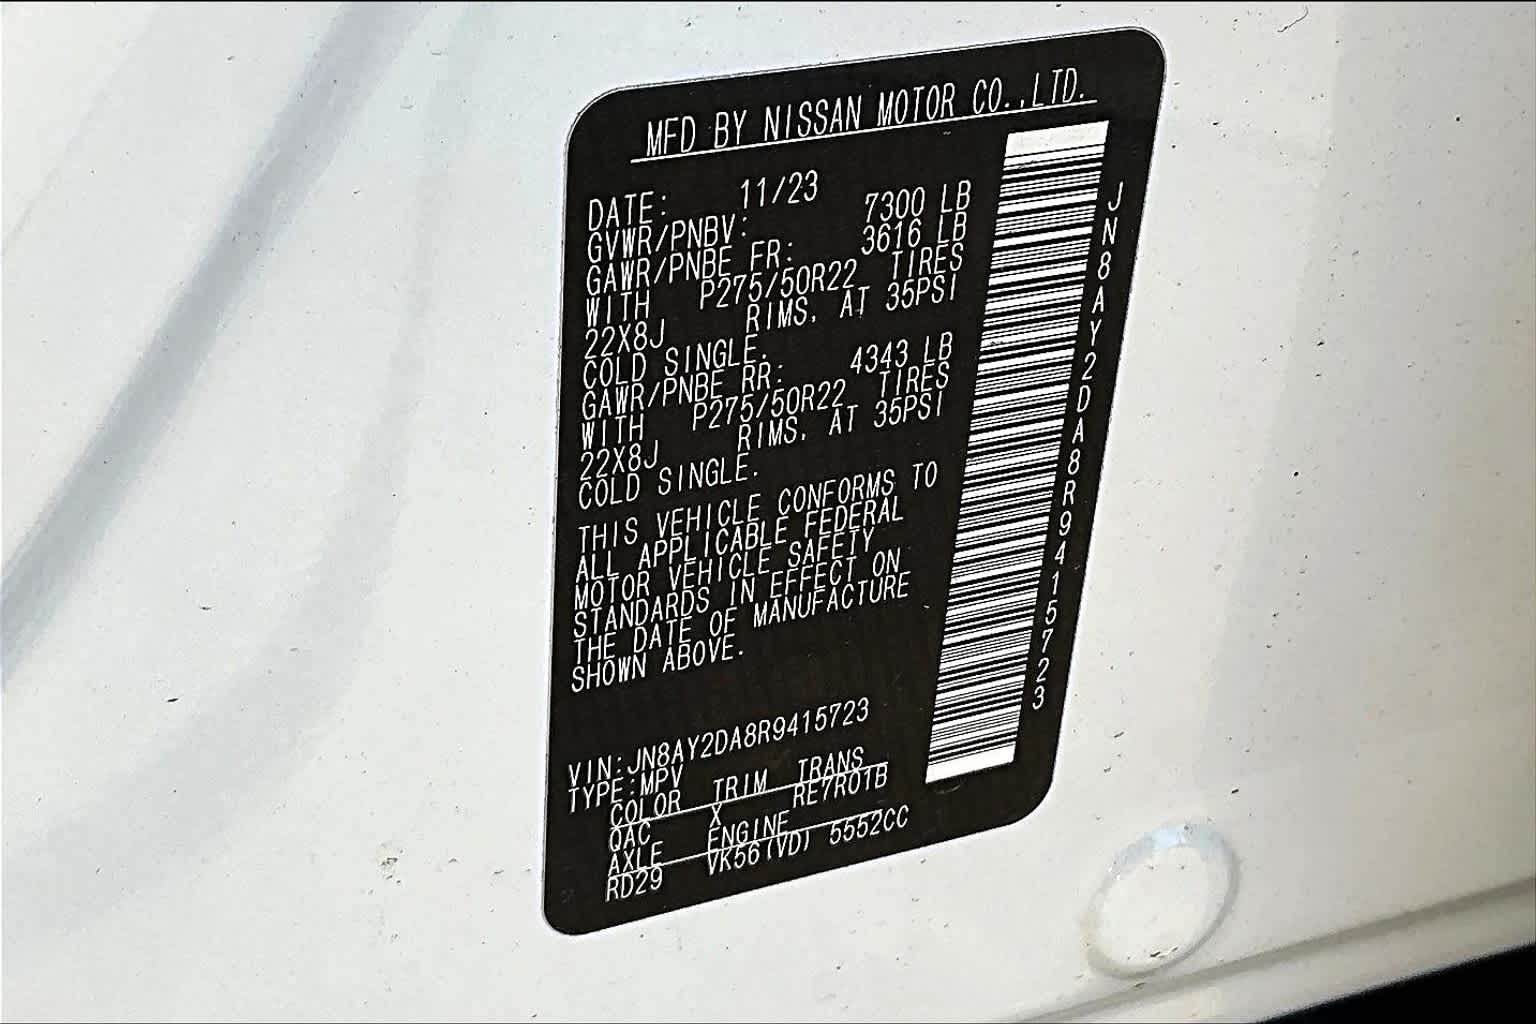 MFD BY NISSAN MOTOR CO.,LTD.
DATE: 11/23
GVWR/PNBV: 7300 LB
GAWR/PNBE FR: 3616 LB
WITH P275/50R22 TIRES
22X8J RIMS, AT 35PSI
COLD SINGLE.
GAWR/PNBE RR: 4343 LB
WITH P275/50R22 TIRES
22X8J RIMS, AT 35PSI
COLD SINGLE.
THIS VEHICLE CONFORMS TO
ALL APPLICABLE FEDERAL
MOTOR VEHICLE SAFETY
STANDARDS IN EFFECT ON
THE DATE OF MANUFACTURE
SHOWN ABOVE.
VIN:JN8AY2DA8R9415723
TYPE:MPV
COLOR TRIM TRANS
QAC X RE7R01B
AXLE ENGINE
RD29 VK56(VD) 5552CC
JN8AY2DA8R9415723